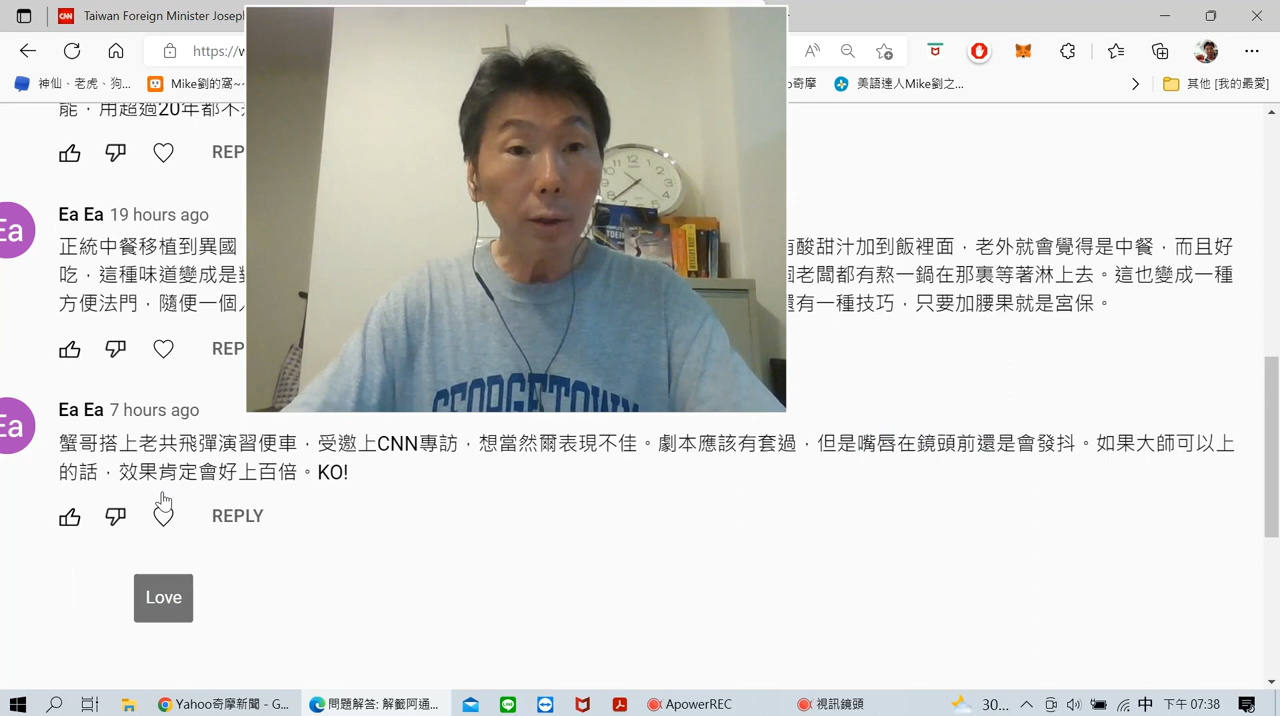 Taiwan Foreign Minister Joseph
https://w
神仙、老虎、狗...
Mike劉的窩~~
o奇摩
美語達人Mike劉之...
其他 [我的最愛]
能，用超過20年都不
REP
Ea Ea 19 hours ago
正統中餐移植到異國
酸甜汁加到飯裡面，老外就會覺得是中餐，而且好
吃，這種味道變成是
老闆都有熬一鍋在那裏等著淋上去。這也變成一種
方便法門，隨便一個
有一種技巧，只要加腰果就是宮保。
REP
GEORGETOWN
Ea Ea 7 hours ago
蟹哥搭上老共飛彈演習便車，受邀上CNN專訪，想當然爾表現不佳。劇本應該有套過，但是嘴唇在鏡頭前還是會發抖。如果大師可以上
的話，效果肯定會好上百倍。KO!
REPLY
Love
Yahoo奇摩新聞 - G...
問題解答: 解籤阿通...
ApowerREC
視訊鏡頭
30...
中
下午 07:38